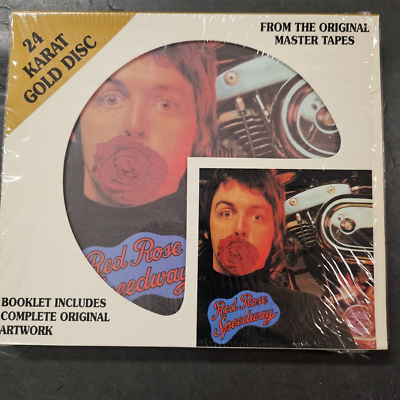 24
KARAT
GOLD DISC
FROM THE ORIGINAL
MASTER TAPES
Red Rose
Speedway
Red Rose
Speedway
BOOKLET INCLUDES
COMPLETE ORIGINAL
ARTWORK